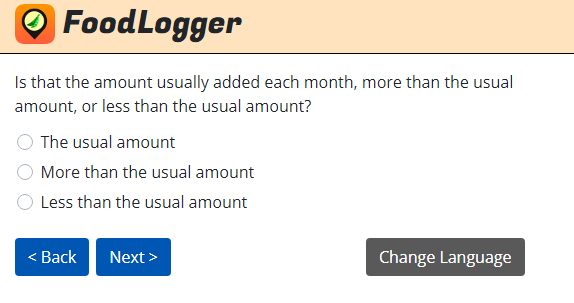 FoodLogger
Is that the amount usually added each month, more than the usual
amount, or less than the usual amount?
The usual amount
More than the usual amount
Less than the usual amount
< Back
Next >
Change Language